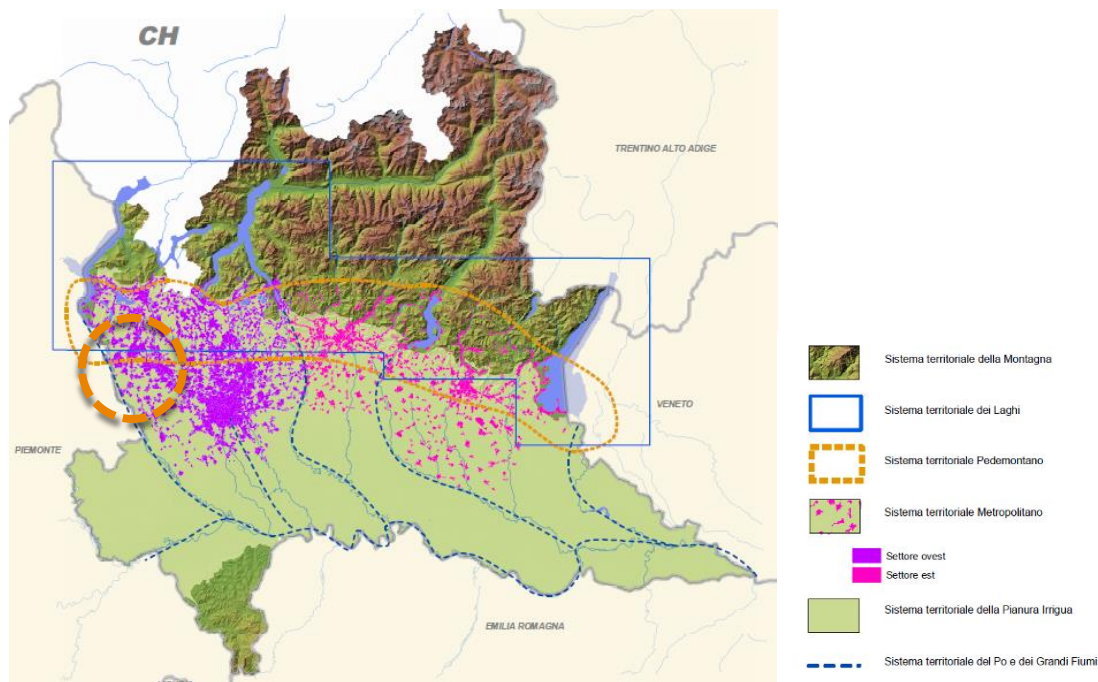 CH
TRENTINO ALTO ADIGE
VENETO
PIEMONTE
EMILIA ROMAGNA
Sistema territoriale della Montagna
Sistema territoriale dei Laghi
Sistema territoriale Pedemontano
Sistema territoriale Metropolitano
Settore ovest
Settore est
Sistema territoriale della Pianura Irrigua
Sistema territoriale del Po e dei Grandi Fiumi